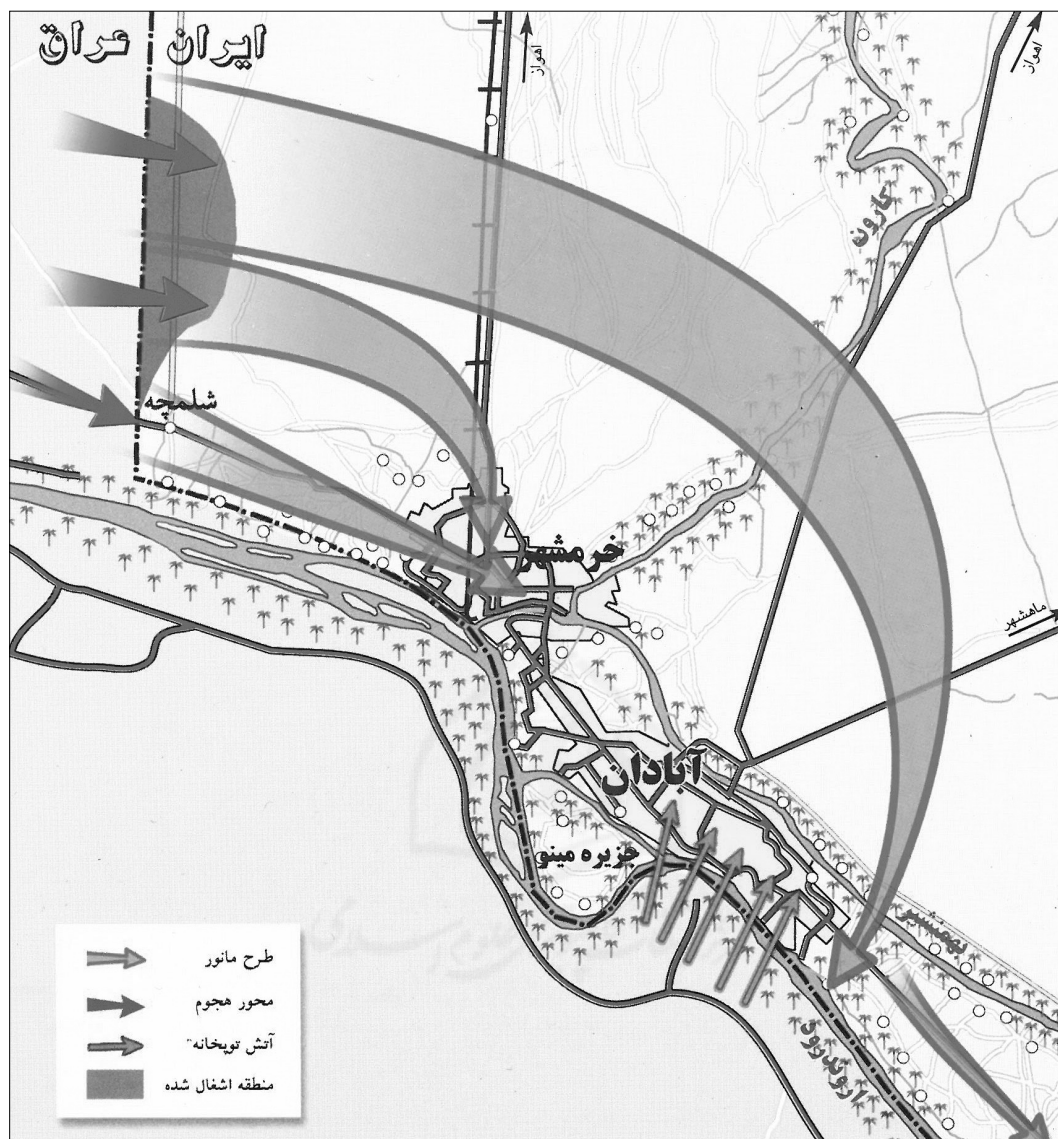 ایران
عراق
اهواز
اهواز
کارون
شلمچه
خرمشهر
ماهشهر
آبادان
جزیره مینو
بهمنشیر
اروندرود
طرح مانور
محور هجوم
آتش توپخانه
منطقه اشغال شده